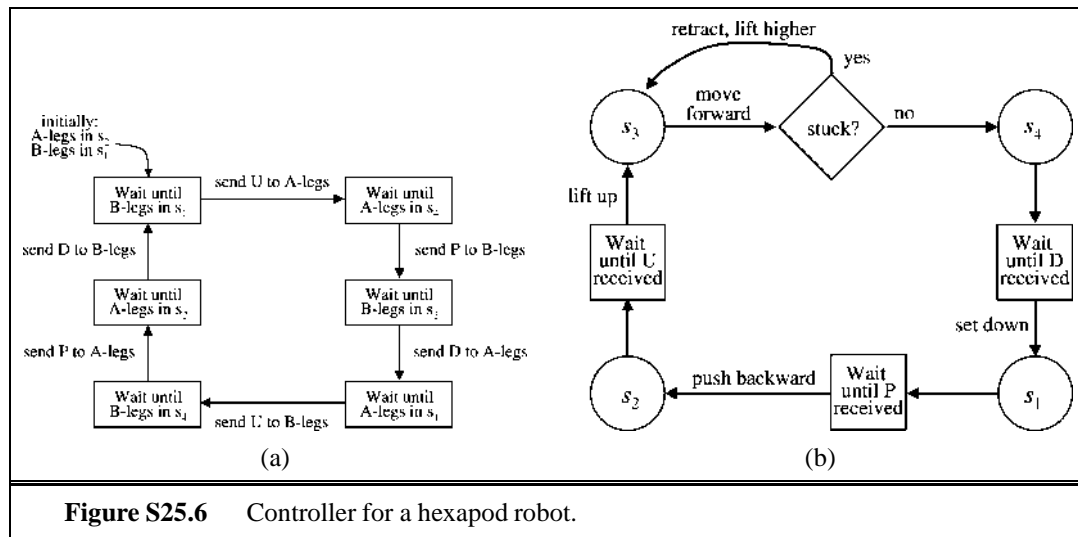 initially:
A-legs in s₂
B-legs in s₁
Wait until
B-legs in s₁
send U to A-legs
Wait until
A-legs in
send P to B-legs
Wait until
B-legs in
send D to A-legs
Wait until
A-legs in s₁
send U to B-legs
Wait until
B-legs in s₄
send P to A-legs
Wait until
A-legs in s₂
send D to B-legs
(a)
retract, lift higher
yes
s₃
move
forward
stuck?
no
s₄
Wait
until D
received
set down
s₁
Wait
until P
received
push backward
s₂
Wait
until U
received
lift up
(b)
Figure S25.6 Controller for a hexapod robot.